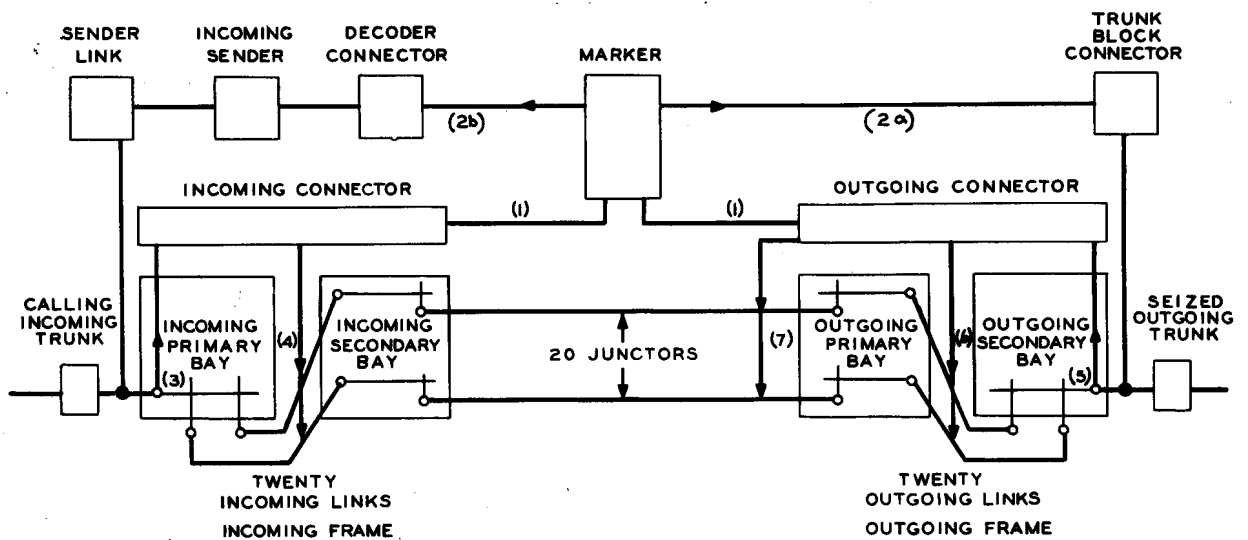 SENDER
LINK
INCOMING
SENDER
DECODER
CONNECTOR
MARKER
TRUNK
BLOCK
CONNECTOR
(2b)
(2a)
INCOMING CONNECTOR
OUTGOING CONNECTOR
(1)
(1)
CALLING
INCOMING
TRUNK
INCOMING
PRIMARY
BAY
(3)
(4)
INCOMING
SECONDARY
BAY
20 JUNCTORS
(7)
OUTGOING
PRIMARY
BAY
(6)
OUTGOING
SECONDARY
BAY
(5)
SEIZED
OUTGOING
TRUNK
TWENTY
INCOMING LINKS
INCOMING FRAME
TWENTY
OUTGOING LINKS
OUTGOING FRAME